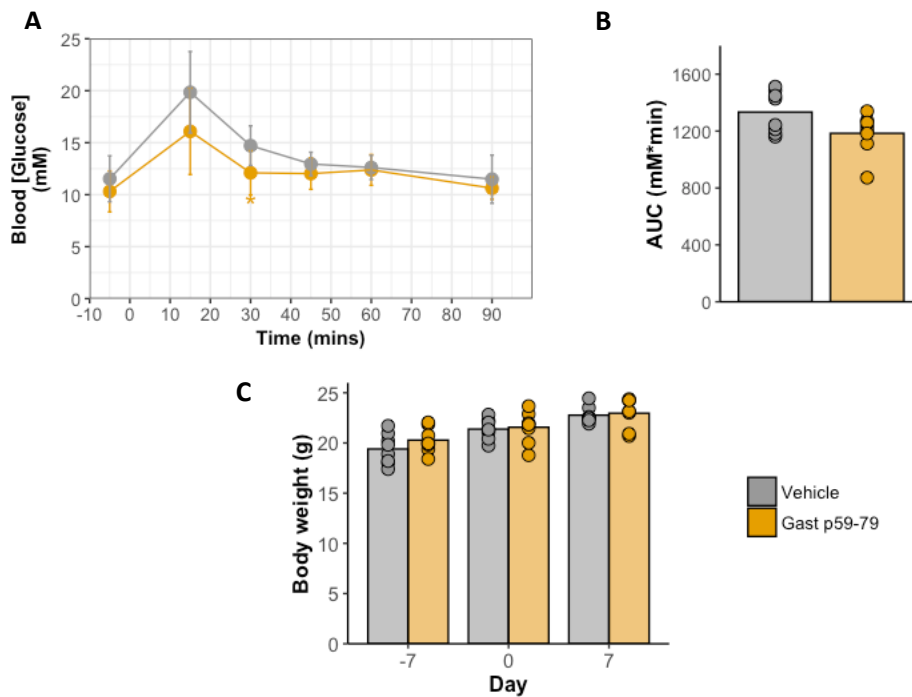 A
Blood [Glucose]
(mM)
25
20
15
10
5
0
*
-10
0
10
20
30
40
50
60
70
80
90
Time (mins)
B
AUC (mM*min)
1600
1200
800
400
0
C
Body weight (g)
25
20
15
10
5
0
-7
0
7
Day
Vehicle
Gast p59-79